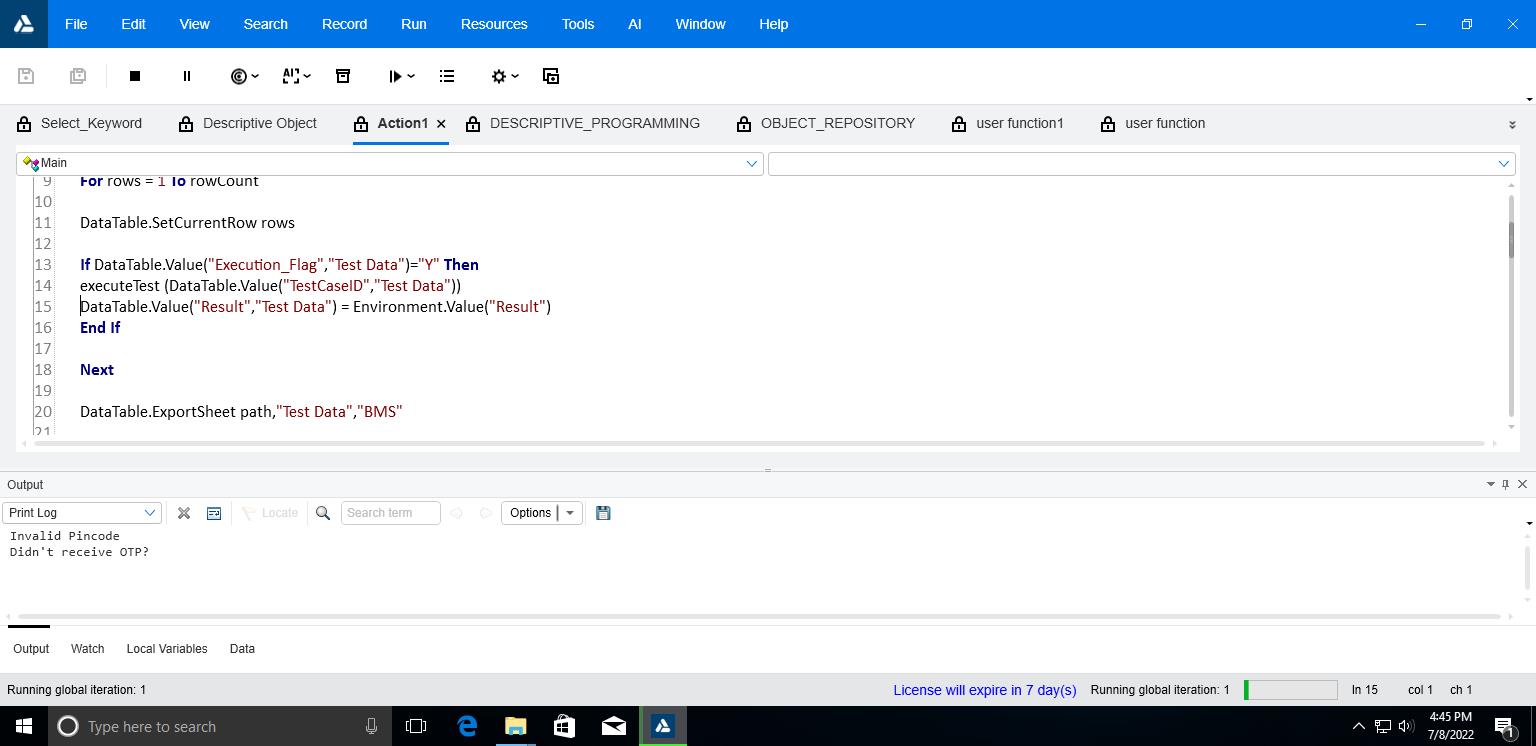 File Edit View Search Record Run Resources Tools AI Window Help
AI
Select_Keyword Descriptive Object Action1 DESCRIPTIVE_PROGRAMMING OBJECT_REPOSITORY user function1 user function
Main
9 For rows = 1 To rowCount
10
11 DataTable.SetCurrentRow rows
12
13 If DataTable.Value("Execution_Flag","Test Data")="Y" Then
14 executeTest (DataTable.Value("TestCaseID","Test Data"))
15 DataTable.Value("Result","Test Data") = Environment.Value("Result")
16 End If
17
18 Next
19
20 DataTable.ExportSheet path,"Test Data","BMS"
21
Output
Print Log Locate Search term Options
Invalid Pincode
Didn't receive OTP?
Output Watch Local Variables Data
Running global iteration: 1 License will expire in 7 day(s) Running global iteration: 1 ln 15 col 1 ch 1
Type here to search 4:45 PM
7/8/2022 1